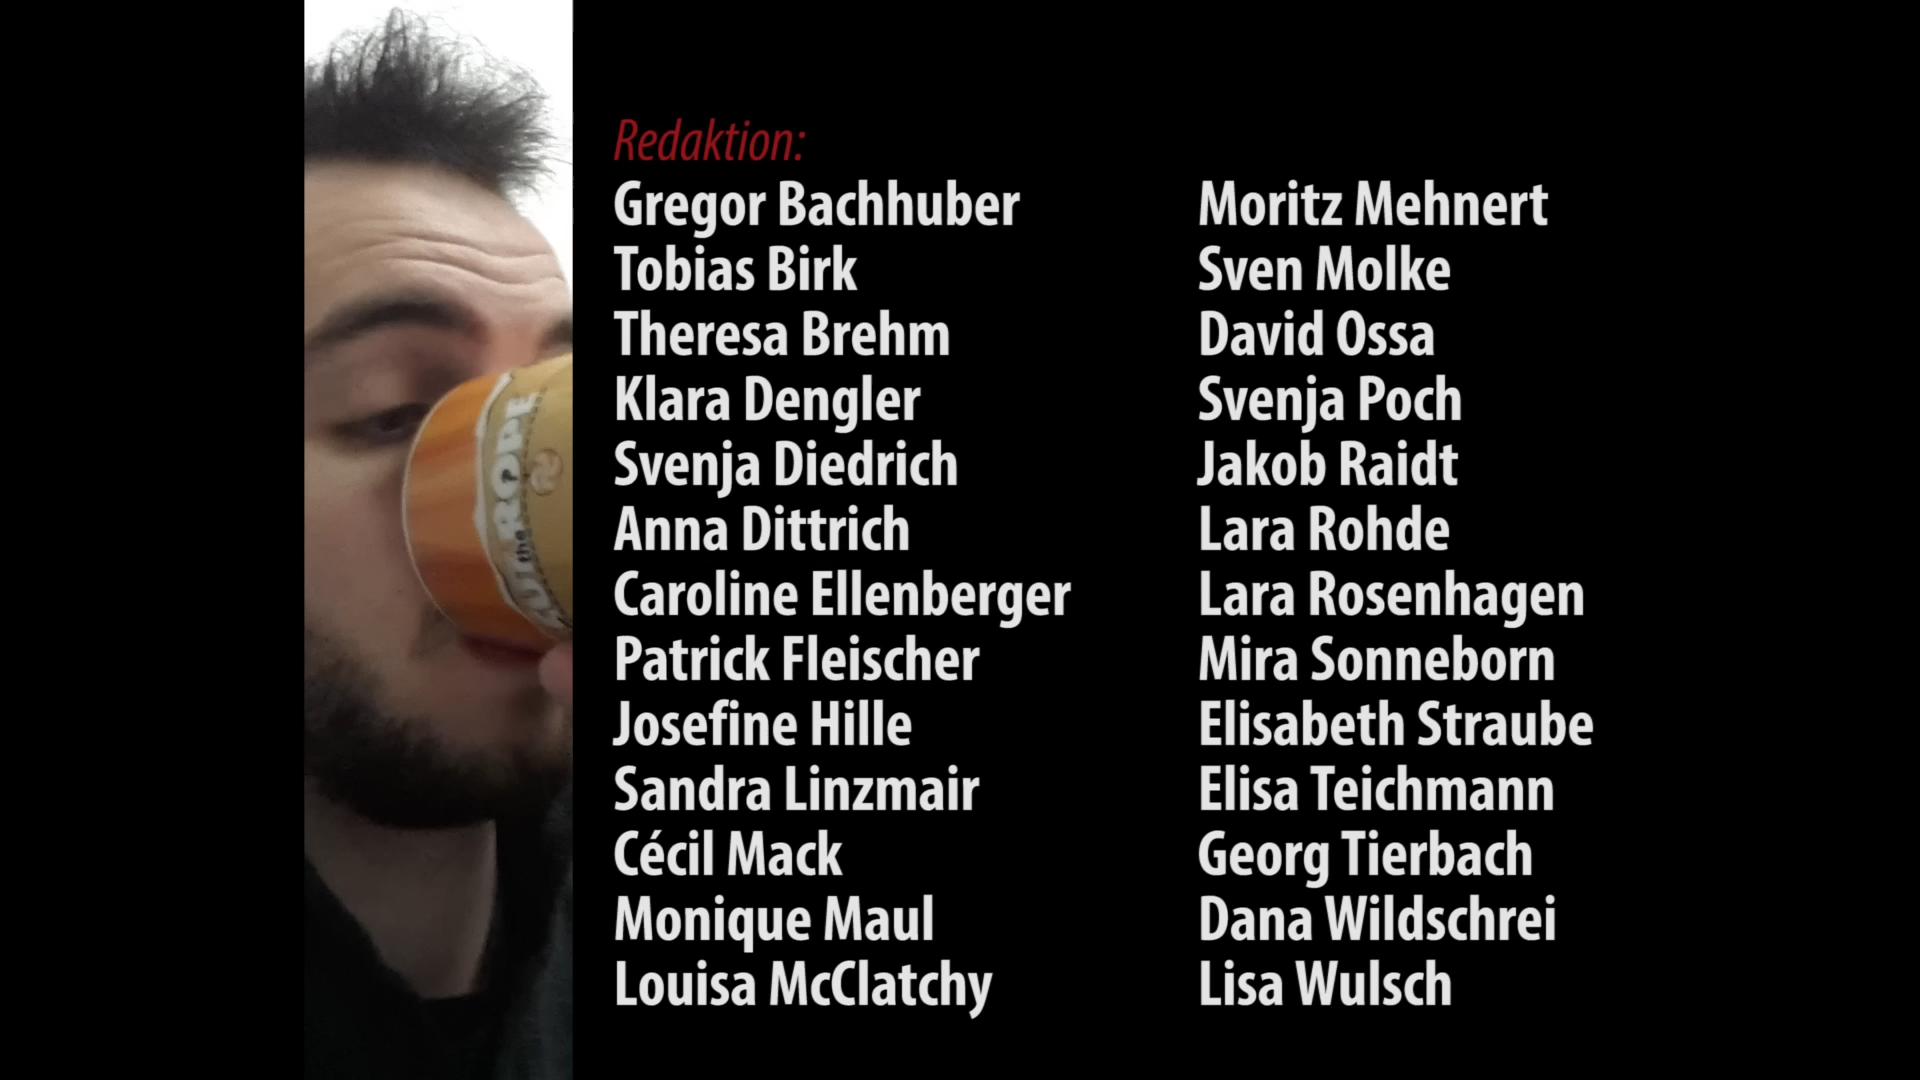 Redaktion:
Gregor Bachhuber
Tobias Birk
Theresa Brehm
Klara Dengler
Svenja Diedrich
Anna Dittrich
Caroline Ellenberger
Patrick Fleischer
Josefine Hille
Sandra Linzmair
Cécil Mack
Monique Maul
Louisa McClatchy
Moritz Mehnert
Sven Molke
David Ossa
Svenja Poch
Jakob Raidt
Lara Rohde
Lara Rosenhagen
Mira Sonneborn
Elisabeth Straube
Elisa Teichmann
Georg Tierbach
Dana Wildschrei
Lisa Wulsch
the ROPE